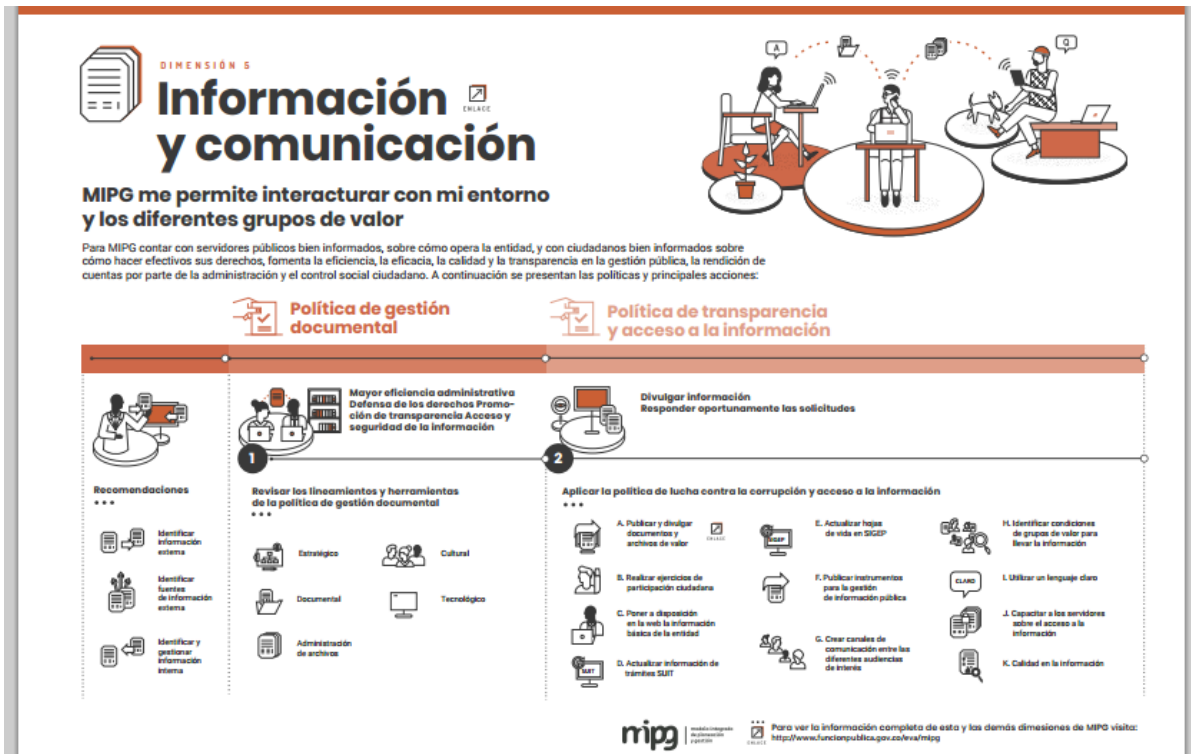 DIMENSIÓN 5
Información
y comunicación
ENLACE
A
Q
MIPG me permite interacturar con mi entorno
y los diferentes grupos de valor
Para MIPG contar con servidores públicos bien informados, sobre cómo opera la entidad, y con ciudadanos bien informados sobre
cómo hacer efectivos sus derechos, fomenta la eficiencia, la eficacia, la calidad y la transparencia en la gestión pública, la rendición de
cuentas por parte de la administración y el control social ciudadano. A continuación se presentan las políticas y principales acciones:
Política de gestión
documental
Política de transparencia
y acceso a la información
Mayor eficiencia administrativa
Defensa de los derechos Promo-
ción de transparencia Acceso y
seguridad de la información
Divulgar información
Responder oportunamente las solicitudes
1
2
Recomendaciones
Identificar
información
externa
Identificar
fuentes
de información
externa
Identificar y
gestionar
información
interna
Revisar los lineamientos y herramientas
de la política de gestión documental
Estratégico
Cultural
Documental
Tecnológico
Administración
de archivos
Aplicar la política de lucha contra la corrupción y acceso a la información
A. Publicar y divulgar
documentos y
archivos de valor
ENLACE
B. Realizar ejercicios de
participación ciudadana
C. Poner a disposición
en la web la información
básica de la entidad
SUIT
D. Actualizar información de
trámites SUIT
SIGEP
E. Actualizar hojas
de vida en SIGEP
F. Publicar instrumentos
para la gestión
de información pública
G. Crear canales de
comunicación entre las
diferentes audiencias
de interés
H. Identificar condiciones
de grupos de valor para
llevar la información
CLARO
I. Utilizar un lenguaje claro
J. Capacitar a los servidores
sobre el acceso a la
información
K. Calidad en la información
mipg
modelo integrado
de planeación
y gestión
ENLACE
Para ver la información completa de esta y las demás dimesiones de MIPG visita:
http://www.funcionpublica.gov.co/eva/mipg